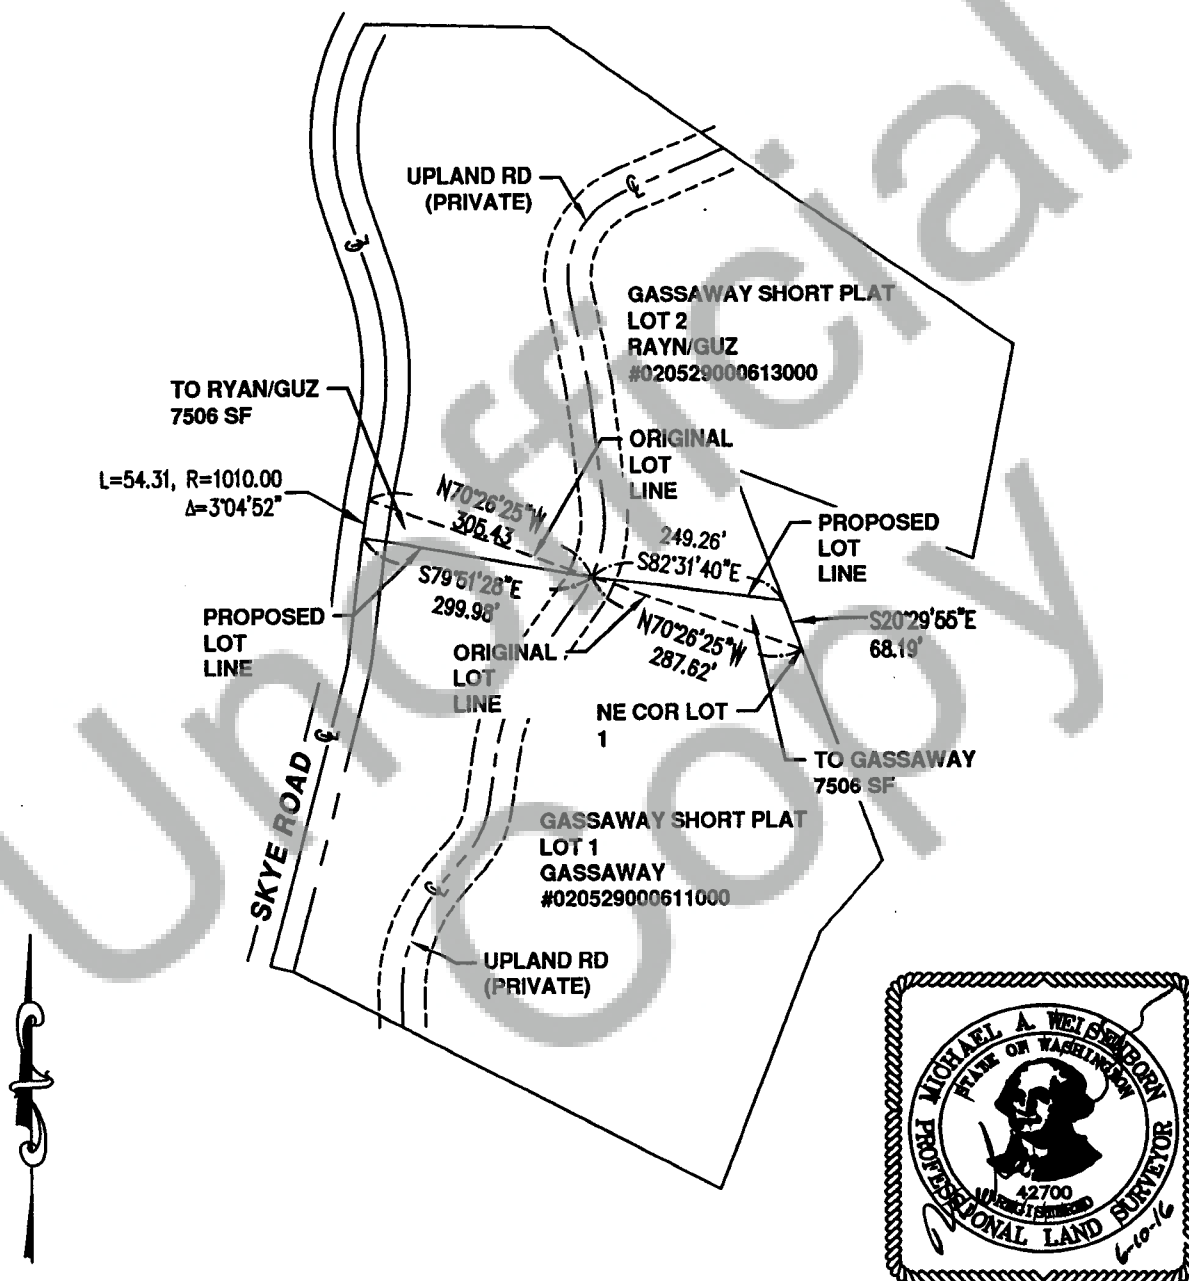 UPLAND RD
(PRIVATE)
GASSAWAY SHORT PLAT
LOT 2
RAYN/GUZ
#020529000613000
TO RYAN/GUZ
7506 SF
ORIGINAL
LOT
LINE
L=54.31, R=1010.00
Δ=3°04'52"
N70°26'25"W
305.43
249.26'
S82°31'40"E
PROPOSED
LOT
LINE
S79°51'28"E
299.98'
PROPOSED
LOT
LINE
ORIGINAL
LOT
LINE
N70°26'25"W
287.62'
S20°29'55"E
68.19'
NE COR LOT
1
TO GASSAWAY
7506 SF
SKYE ROAD
GASSAWAY SHORT PLAT
LOT 1
GASSAWAY
#020529000611000
UPLAND RD
(PRIVATE)
Unofficial
Copy
MICHAEL A. WEISENBORN
STATE OF WASHINGTON
42700
REGISTERED
PROFESSIONAL LAND SURVEYOR
6-10-16